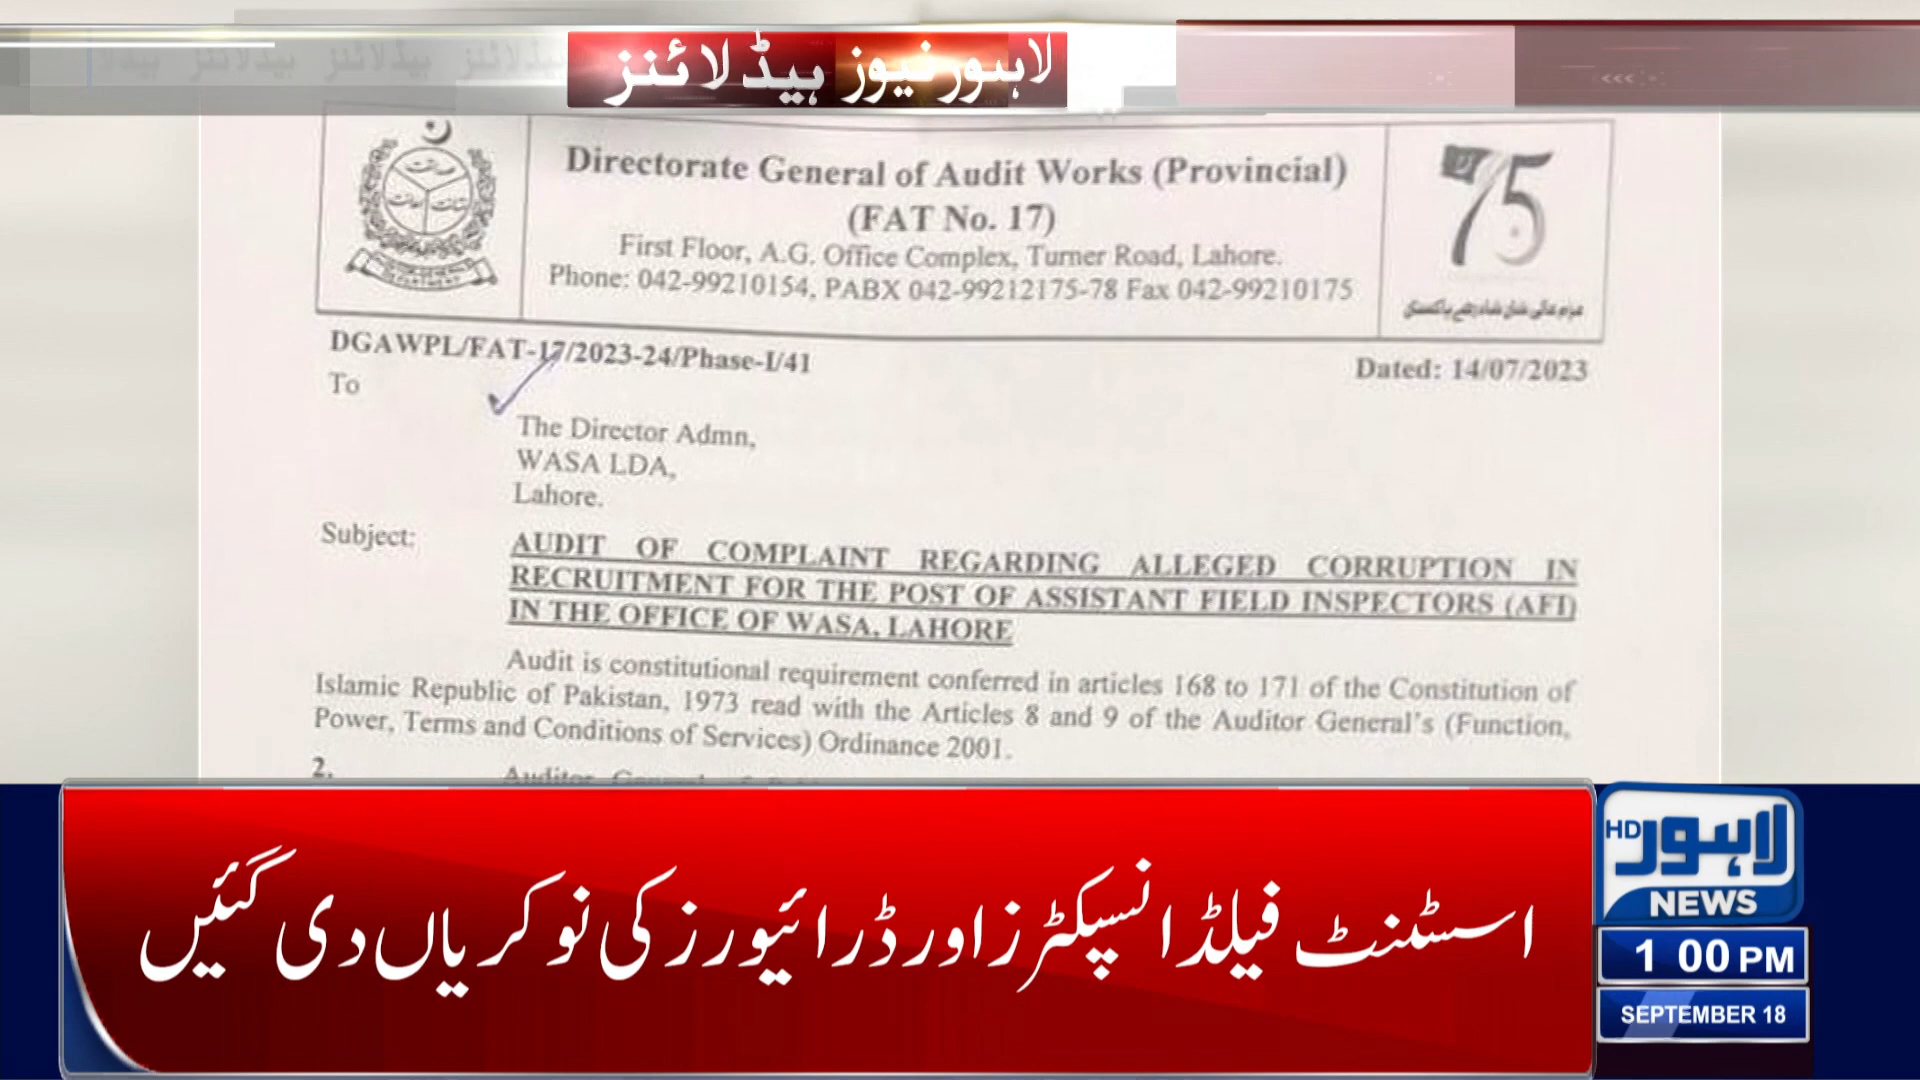 لاہور نیوز ہیڈلائنز
Directorate General of Audit Works (Provincial)
(FAT No. 17)
First Floor, A.G. Office Complex, Turner Road, Lahore.
Phone: 042-99210154, PABX 042-99212175-78 Fax 042-99210175
75
DGAWPL/FAT-17/2023-24/Phase-I/41
Dated: 14/07/2023
To
The Director Admn,
WASA LDA,
Lahore.
Subject:
AUDIT OF COMPLAINT REGARDING ALLEGED CORRUPTION IN
RECRUITMENT FOR THE POST OF ASSISTANT FIELD INSPECTORS (AFI)
IN THE OFFICE OF WASA, LAHORE
Audit is constitutional requirement conferred in articles 168 to 171 of the Constitution of
Islamic Republic of Pakistan, 1973 read with the Articles 8 and 9 of the Auditor General's (Function,
Power, Terms and Conditions of Services) Ordinance 2001.
2.
اسسٹنٹ فیلڈ انسپکٹرز اور ڈرائیورز کی نوکریاں دی گئیں
لاہور HD
NEWS
1 00 PM
SEPTEMBER 18